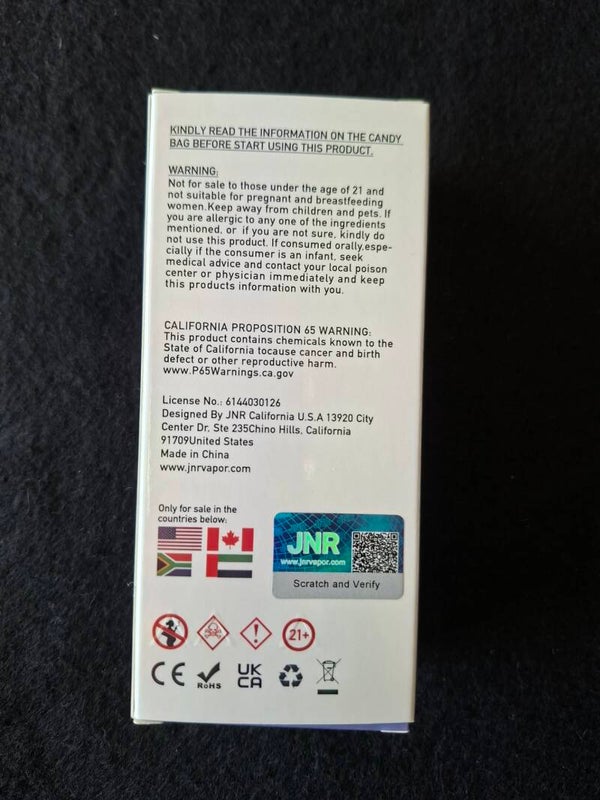 KINDLY READ THE INFORMATION ON THE CANDY
BAG BEFORE START USING THIS PRODUCT.
WARNING:
Not for sale to those under the age of 21 and
not suitable for pregnant and breastfeeding
women.Keep away from children and pets. If
you are allergic to any one of the ingredients
mentioned, or if you are not sure, kindly do
not use this product. If consumed orally,espe-
cially if the consumer is an infant, seek
medical advice and contact your local poison
center or physician immediately and keep
this products information with you.
CALIFORNIA PROPOSITION 65 WARNING:
This product contains chemicals known to the
State of California tocause cancer and birth
defect or other reproductive harm.
www.P65Warnings.ca.gov
License No.: 6144030126
Designed By JNR California U.S.A 13920 City
Center Dr, Ste 235Chino Hills, California
91709United States
Made in China
www.jnrvapor.com
Only for sale in the
countries below:
JNR
www.jnrvapor.com
Scratch and Verify
21+
CE
RoHS
UK
CA